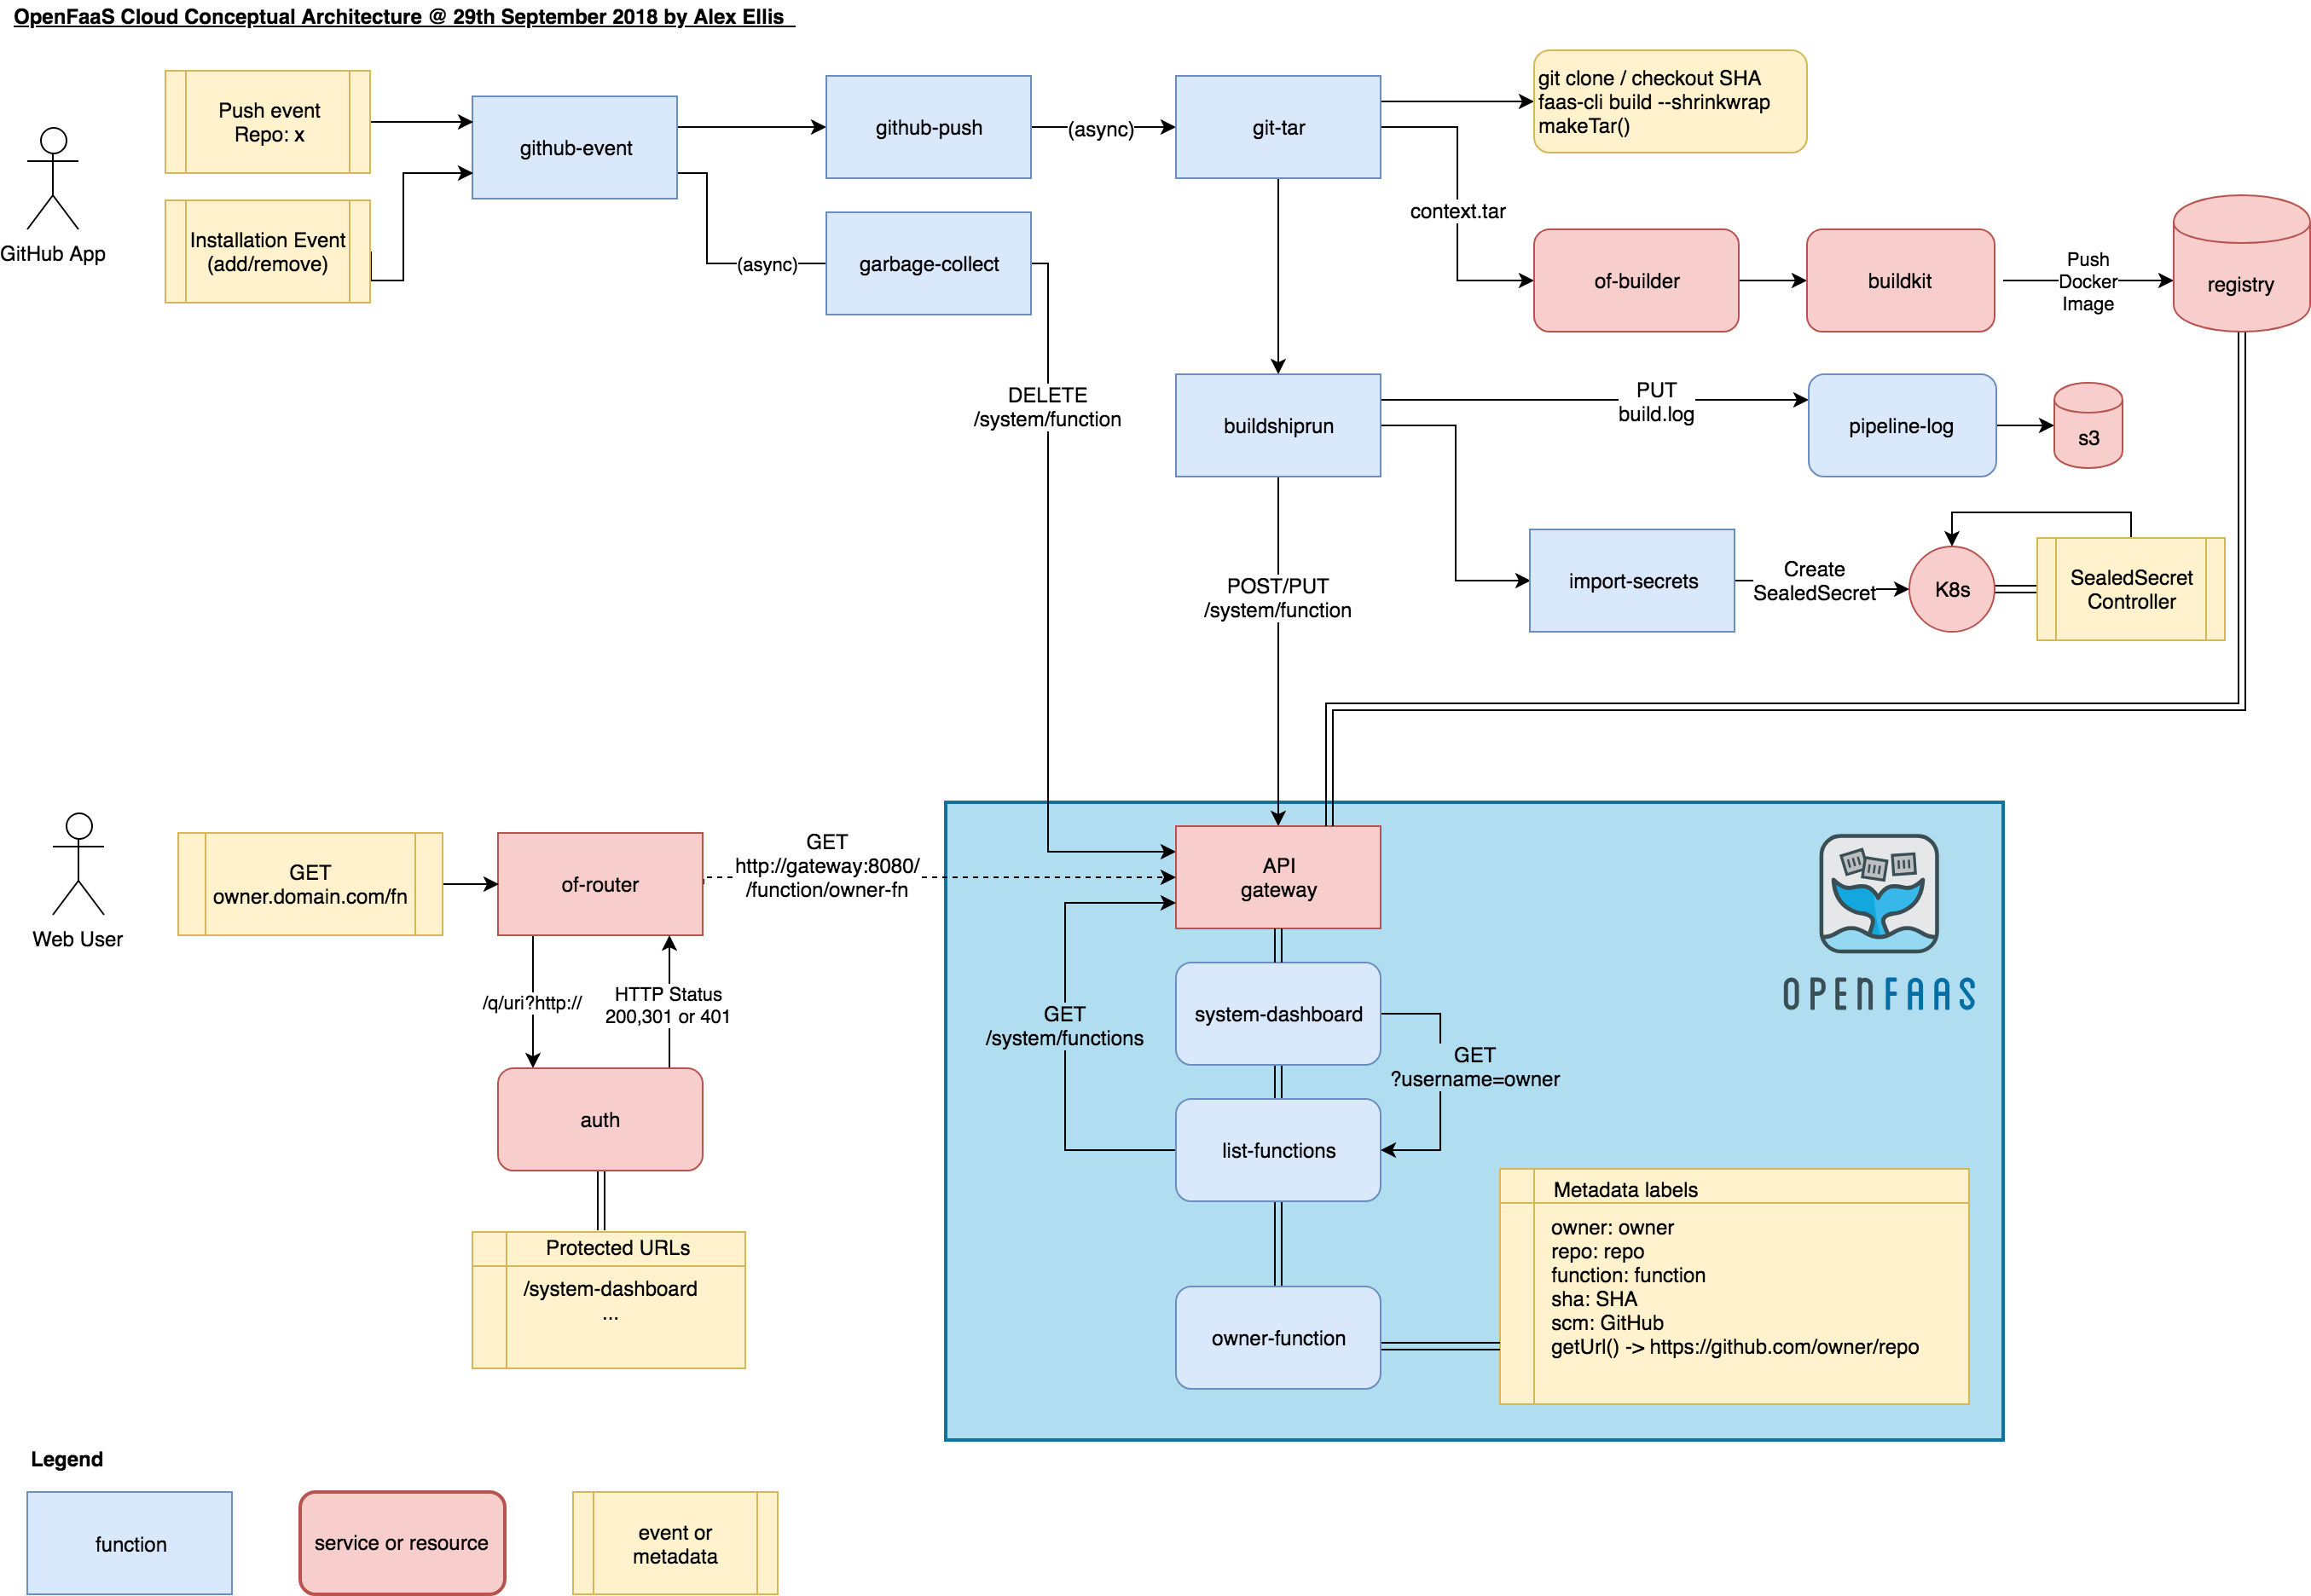 OpenFaaS Cloud Conceptual Architecture @ 29th September 2018 by Alex Ellis
Push event
Repo: x
Installation Event
(add/remove)
GitHub App
github-event
github-push
(async)
garbage-collect
(async)
git-tar
git clone / checkout SHA
faas-cli build --shrinkwrap
makeTar()
context.tar
of-builder
buildkit
Push
Docker
Image
registry
DELETE
/system/function
buildshiprun
PUT
build.log
pipeline-log
s3
import-secrets
Create
SealedSecret
K8s
SealedSecret
Controller
POST/PUT
/system/function
Web User
GET
owner.domain.com/fn
of-router
GET
http://gateway:8080/
/function/owner-fn
API
gateway
OPENFAAS
/q/uri?http://
HTTP Status
200,301 or 401
auth
Protected URLs
/system-dashboard
...
GET
/system/functions
system-dashboard
GET
?username=owner
list-functions
owner-function
Metadata labels
owner: owner
repo: repo
function: function
sha: SHA
scm: GitHub
getUrl() -> https://github.com/owner/repo
Legend
function
service or resource
event or
metadata